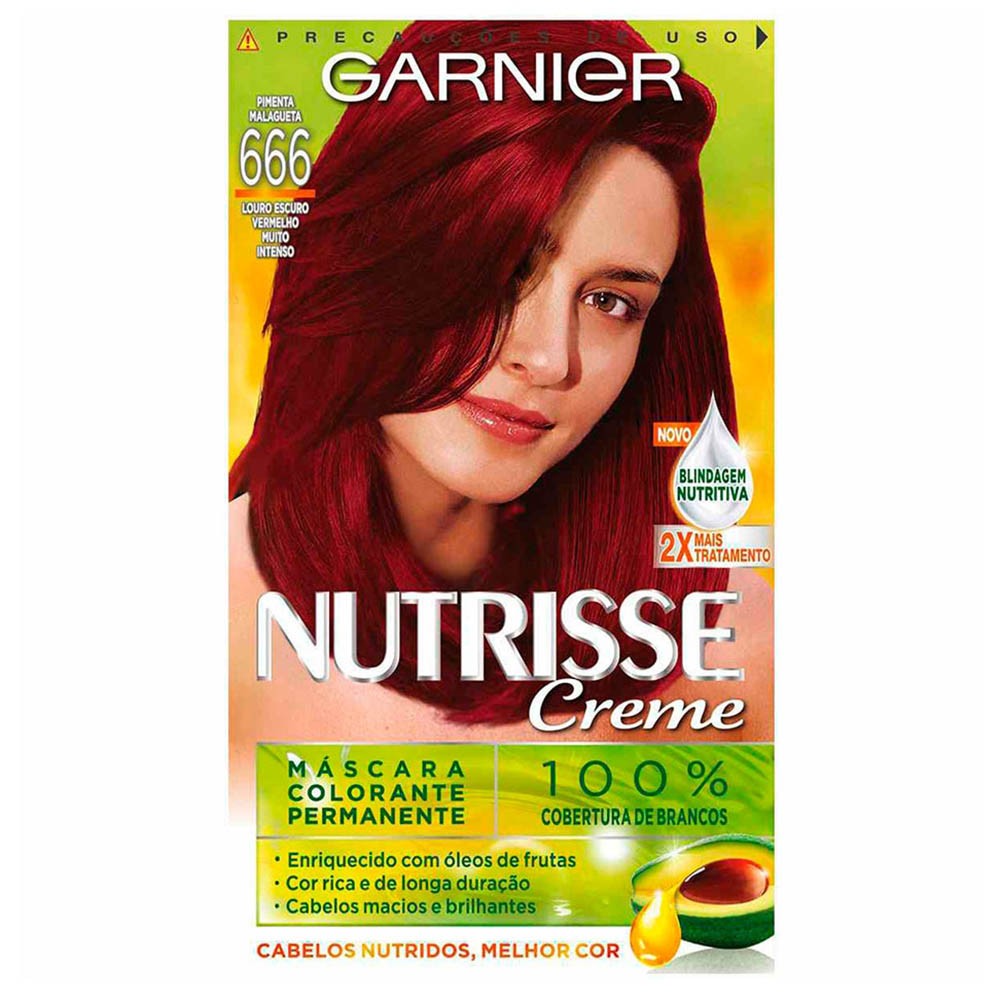 PRECAUÇÕES DE USO
GARNIER
PIMENTA
MALAGUETA
666
LOURO ESCURO
VERMELHO
MUITO
INTENSO
NOVO
BLINDAGEM
NUTRITIVA
2X MAIS
TRATAMENTO
NUTRISSE
Creme
MÁSCARA
COLORANTE
PERMANENTE
100%
COBERTURA DE BRANCOS
• Enriquecido com óleos de frutas
• Cor rica e de longa duração
• Cabelos macios e brilhantes
CABELOS NUTRIDOS, MELHOR COR